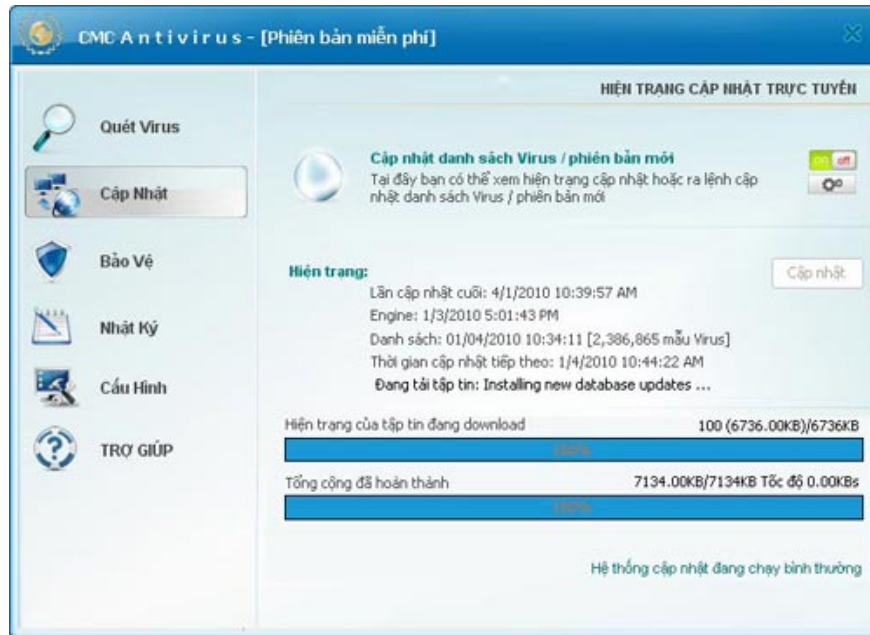 CMC Antivirus - [Phiên bản miễn phí]
HIỆN TRẠNG CẬP NHẬT TRỰC TUYẾN
Quét Virus
Cập Nhật
Bảo Vệ
Nhật Ký
Cấu Hình
TRỢ GIÚP
Cập nhật danh sách Virus / phiên bản mới
on off
Tại đây bạn có thể xem hiện trạng cập nhật hoặc ra lệnh cập
nhật danh sách Virus / phiên bản mới
Hiện trạng:
Cập nhật
Lần cập nhật cuối: 4/1/2010 10:39:57 AM
Engine: 1/3/2010 5:01:43 PM
Danh sách: 01/04/2010 10:34:11 [2,386,865 mẫu Virus]
Thời gian cập nhật tiếp theo: 1/4/2010 10:44:22 AM
Đang tải tập tin: Installing new database updates ...
Hiện trạng của tập tin đang download 100 (6736.00KB)/6736KB
100%
Tổng cộng đã hoàn thành 7134.00KB/7134KB Tốc độ 0.00KBs
100%
Hệ thống cập nhật đang chạy bình thường